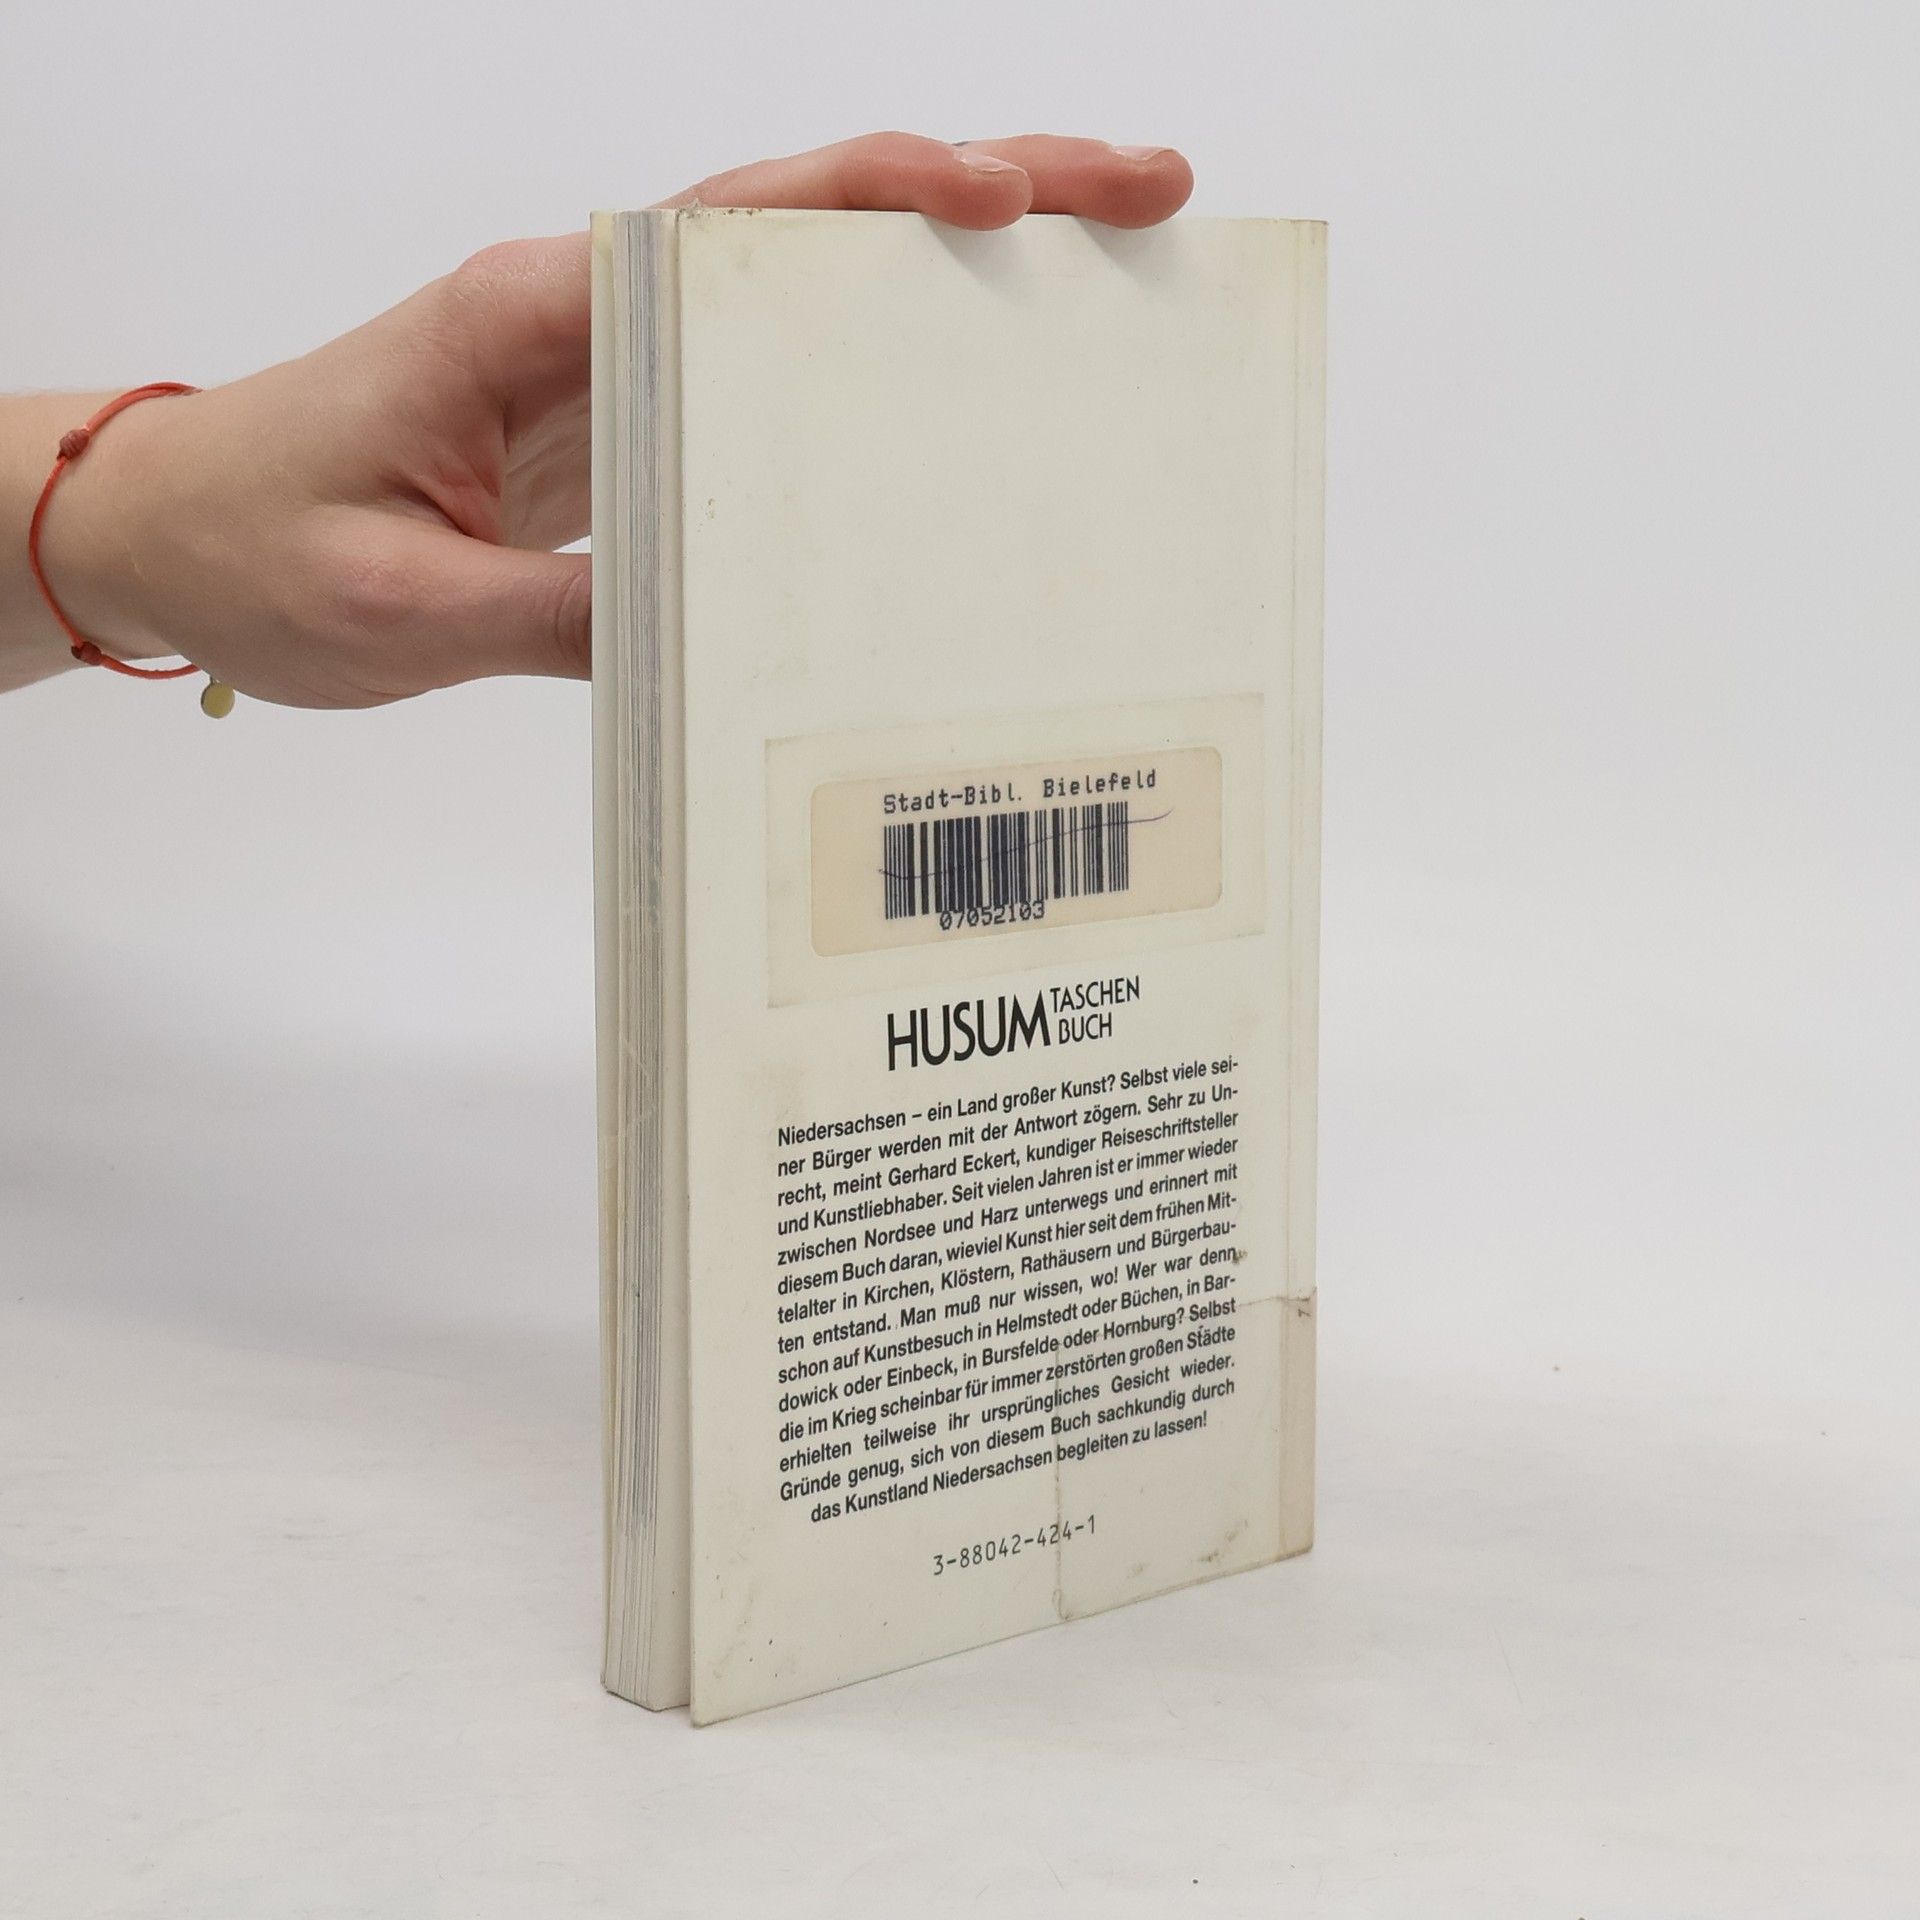 Stadt-Bibl. Bielefeld
07052103
HUSUM TASCHEN
BUCH
Niedersachsen – ein Land großer Kunst? Selbst viele sei-
ner Bürger werden mit der Antwort zögern. Sehr zu Un-
recht, meint Gerhard Eckert, kundiger Reiseschriftsteller
und Kunstliebhaber. Seit vielen Jahren ist er immer wieder
zwischen Nordsee und Harz unterwegs und erinnert mit
diesem Buch daran, wieviel Kunst hier seit dem frühen Mit-
telalter in Kirchen, Klöstern, Rathäusern und Bürgerbau-
ten entstand. Man muß nur wissen, wo! Wer war denn
schon auf Kunstbesuch in Helmstedt oder Büchen, in Bar-
dowick oder Einbeck, in Bursfelde oder Hornburg? Selbst
die im Krieg scheinbar für immer zerstörten großen Städte
erhielten teilweise ihr ursprüngliches Gesicht wieder.
Gründe genug, sich von diesem Buch sachkundig durch
das Kunstland Niedersachsen begleiten zu lassen!
3-88042-424-1